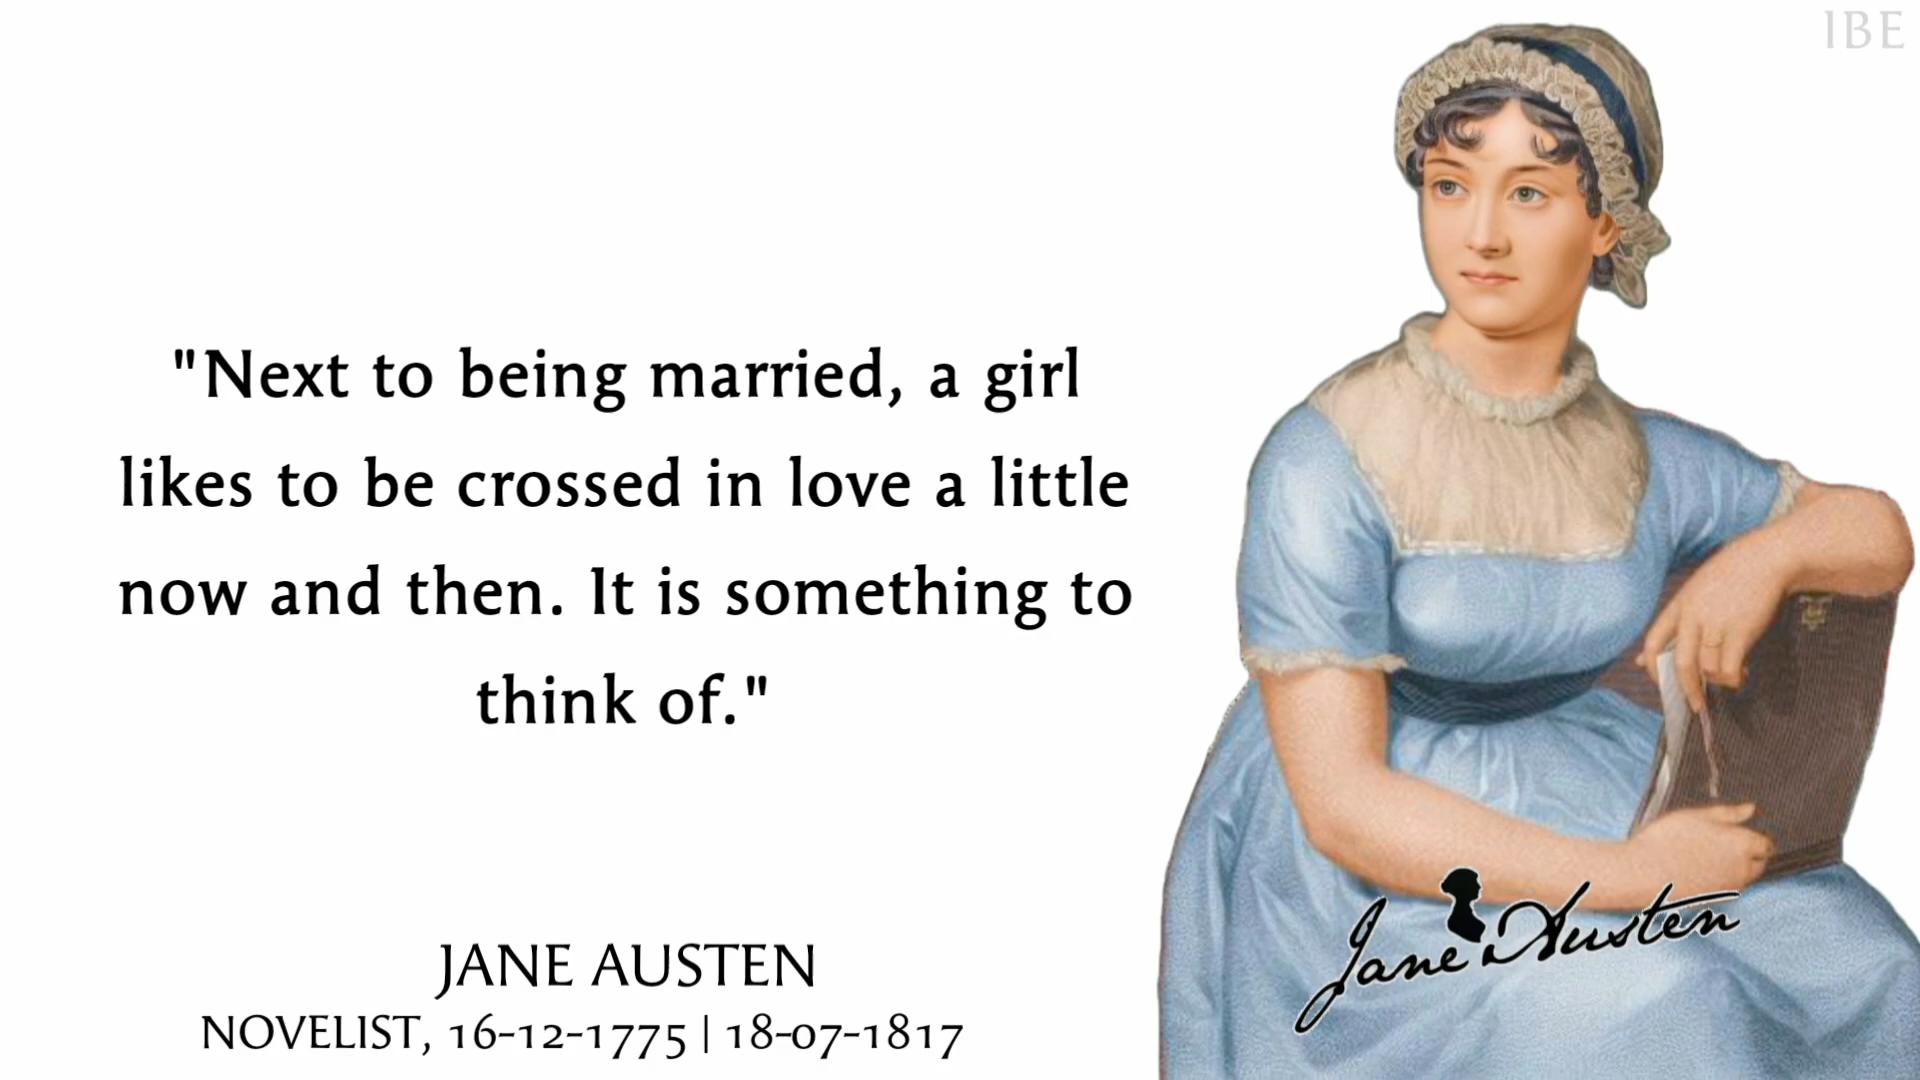 IBE
"Next to being married, a girl
likes to be crossed in love a little
now and then. It is something to
think of."
Jane Austen
JANE AUSTEN
NOVELIST, 16-12-1775 | 18-07-1817